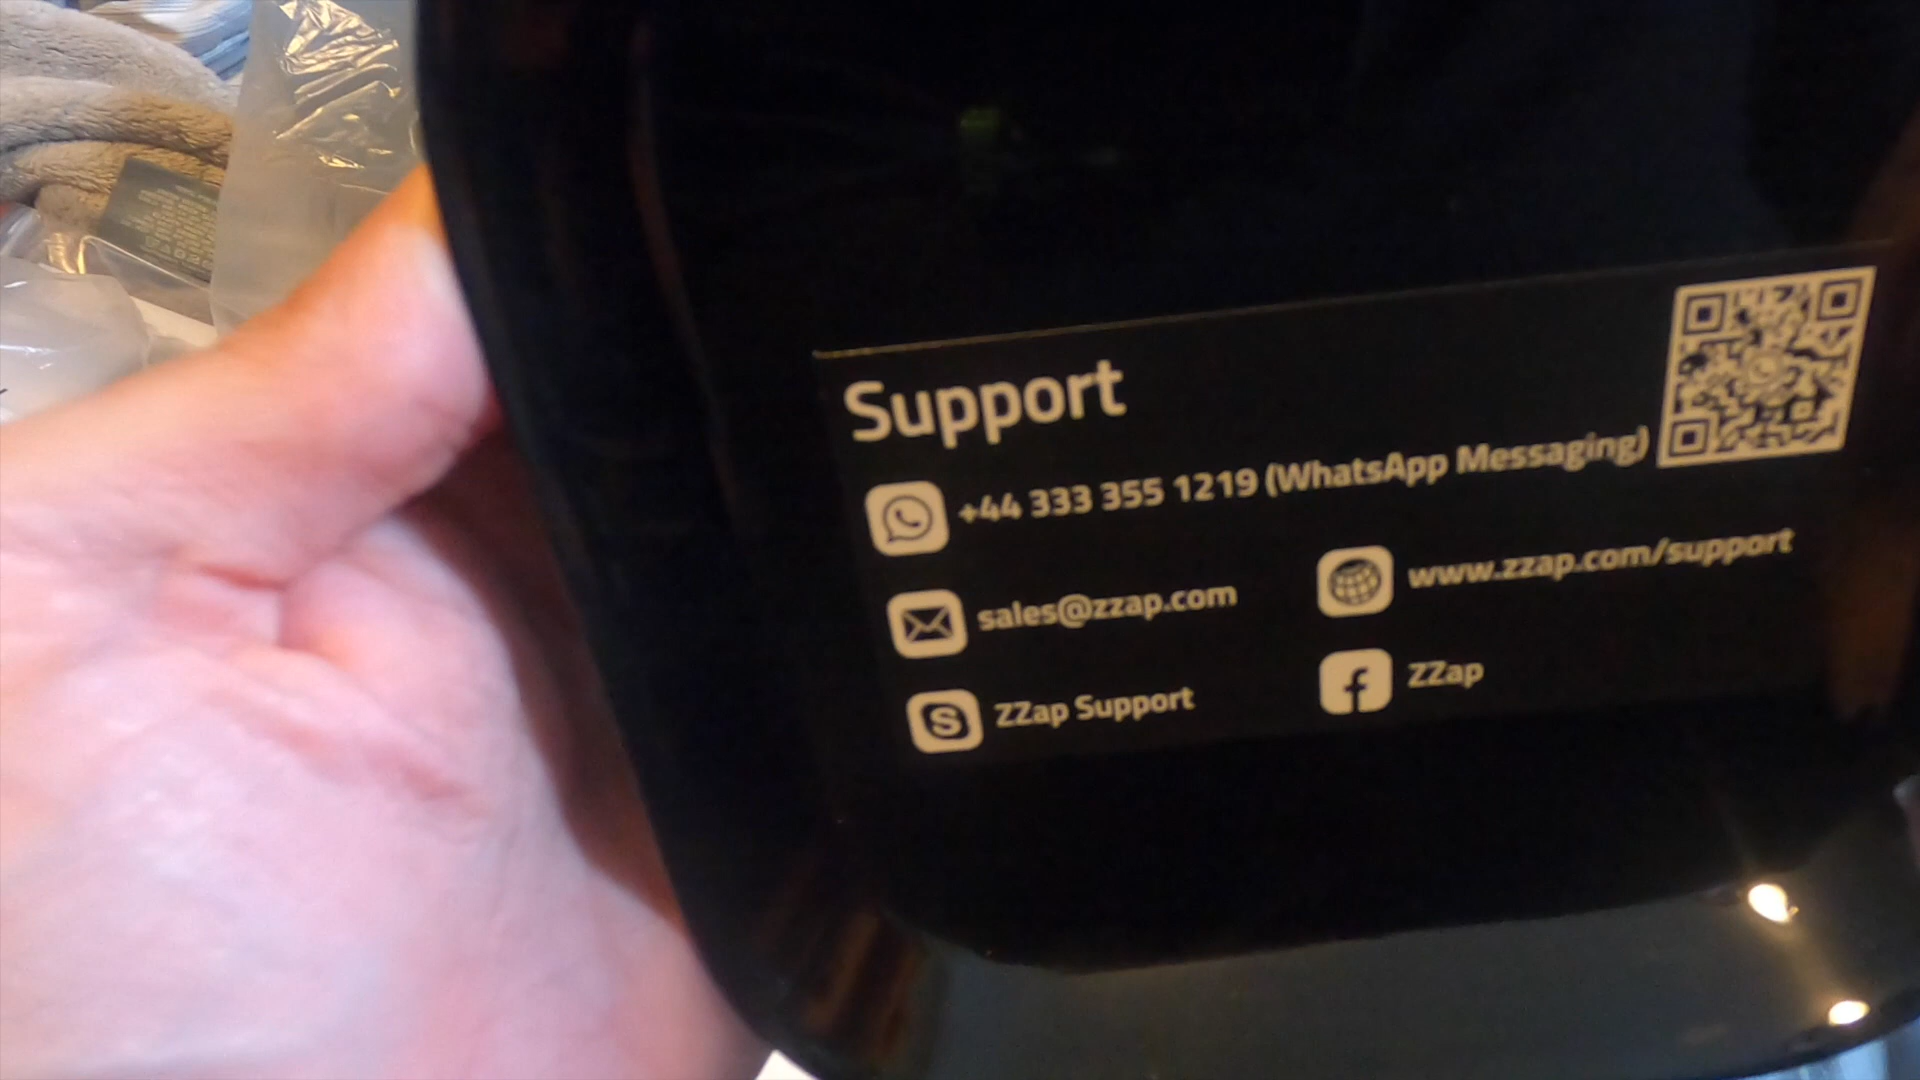 Support
+44 333 355 1219 (WhatsApp Messaging)
sales@zzap.com
www.zzap.com/support
ZZap Support
ZZap